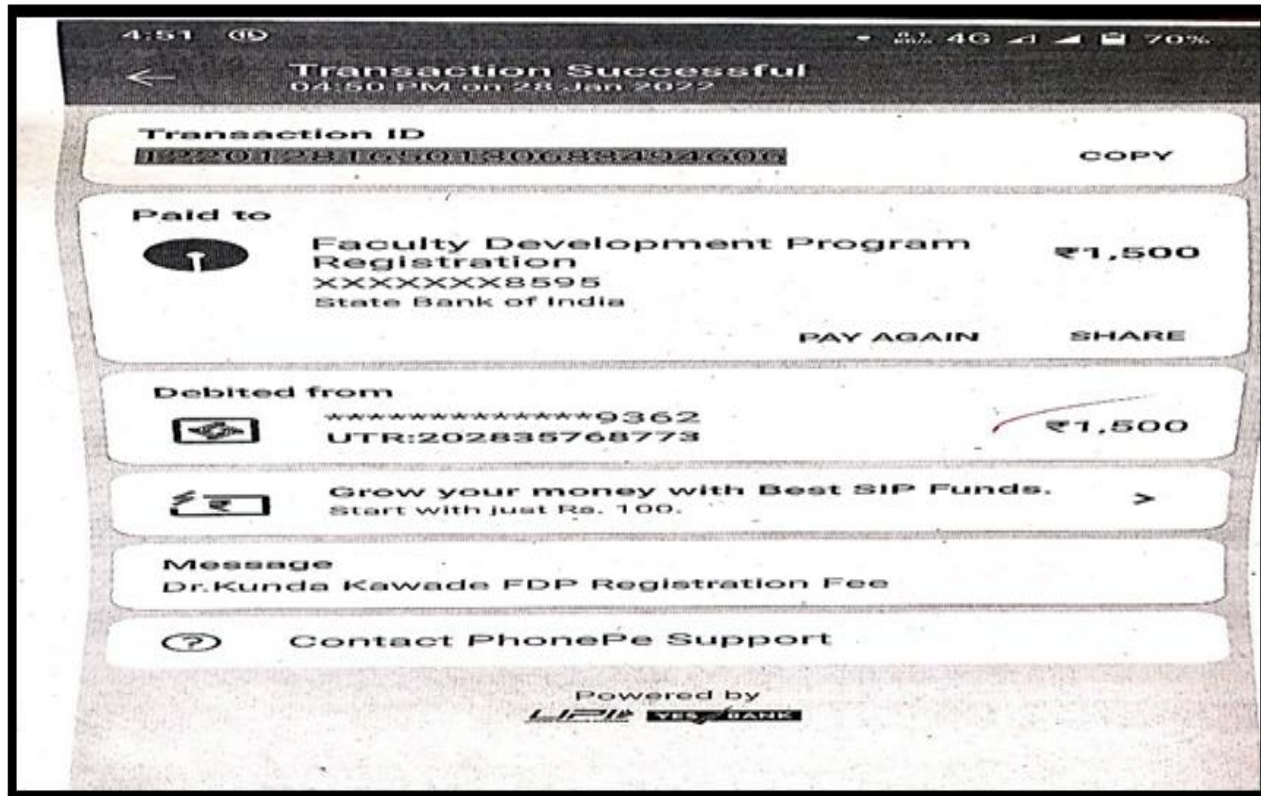 4:51
4G 70%
Transaction Successful
04:50 PM on 28 Jan 2022
Transaction ID
COPY
Paid to
Faculty Development Program
Registration
₹1,500
XXXXXXX8595
State Bank of India
PAY AGAIN SHARE
Debited from
*************9362
₹1,500
UTR:202835768773
Grow your money with Best SIP Funds.
>
Start with just Rs. 100.
Message
Dr.Kunda Kawade FDP Registration Fee
? Contact PhonePe Support
Powered by
UPI YES BANK